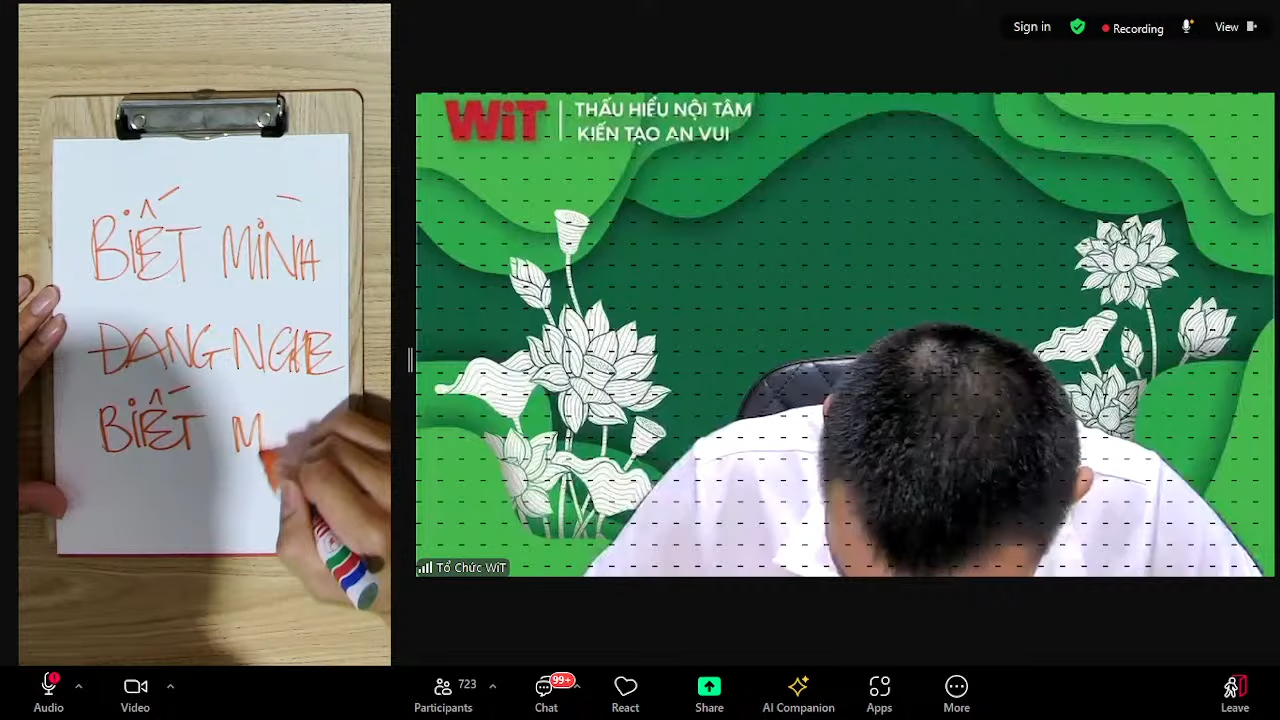 Sign in
Recording
View
WiT
THẤU HIỂU NỘI TÂM
KIẾN TẠO AN VUI
BIẾT MÌNH
ĐANG NGHE
BIẾT M
Tổ Chức WiT
Audio
Video
Participants
723
Chat
99+
React
Share
AI Companion
Apps
More
Leave